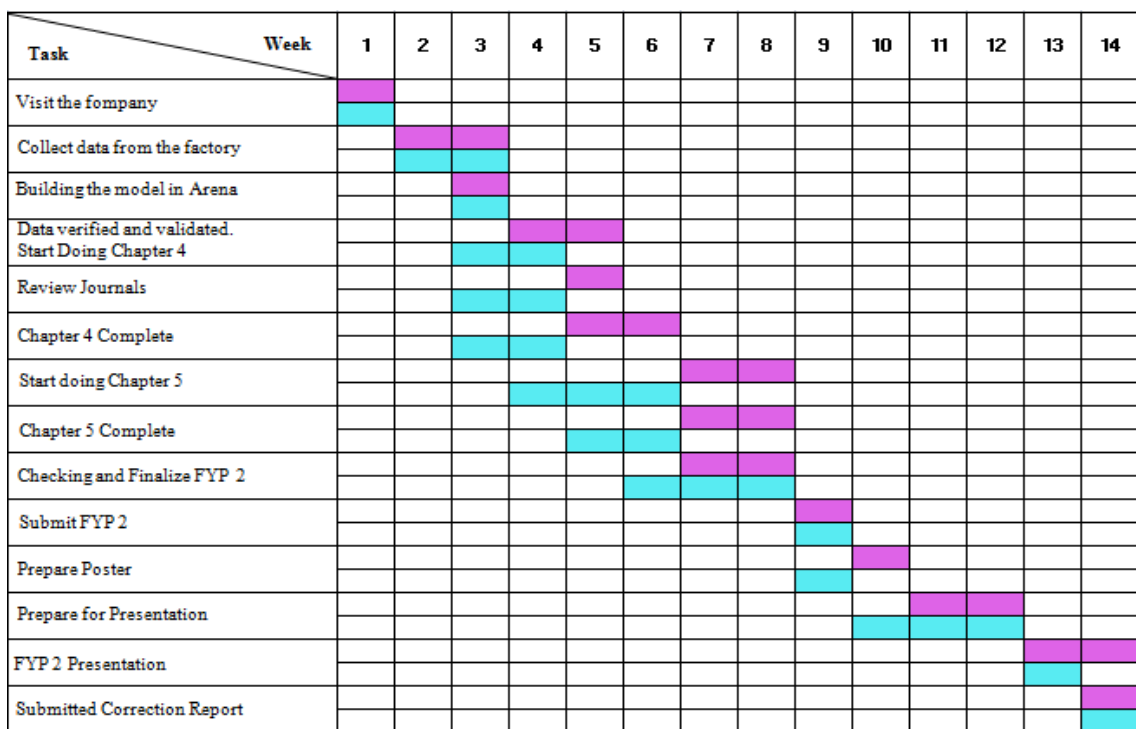 Week
Task
1 2 3 4 5 6 7 8 9 10 11 12 13 14
Visit the fompany
Collect data from the factory
Building the model in Arena
Data verified and validated.
Start Doing Chapter 4
Review Journals
Chapter 4 Complete
Start doing Chapter 5
Chapter 5 Complete
Checking and Finalize FYP 2
Submit FYP 2
Prepare Poster
Prepare for Presentation
FYP 2 Presentation
Submitted Correction Report